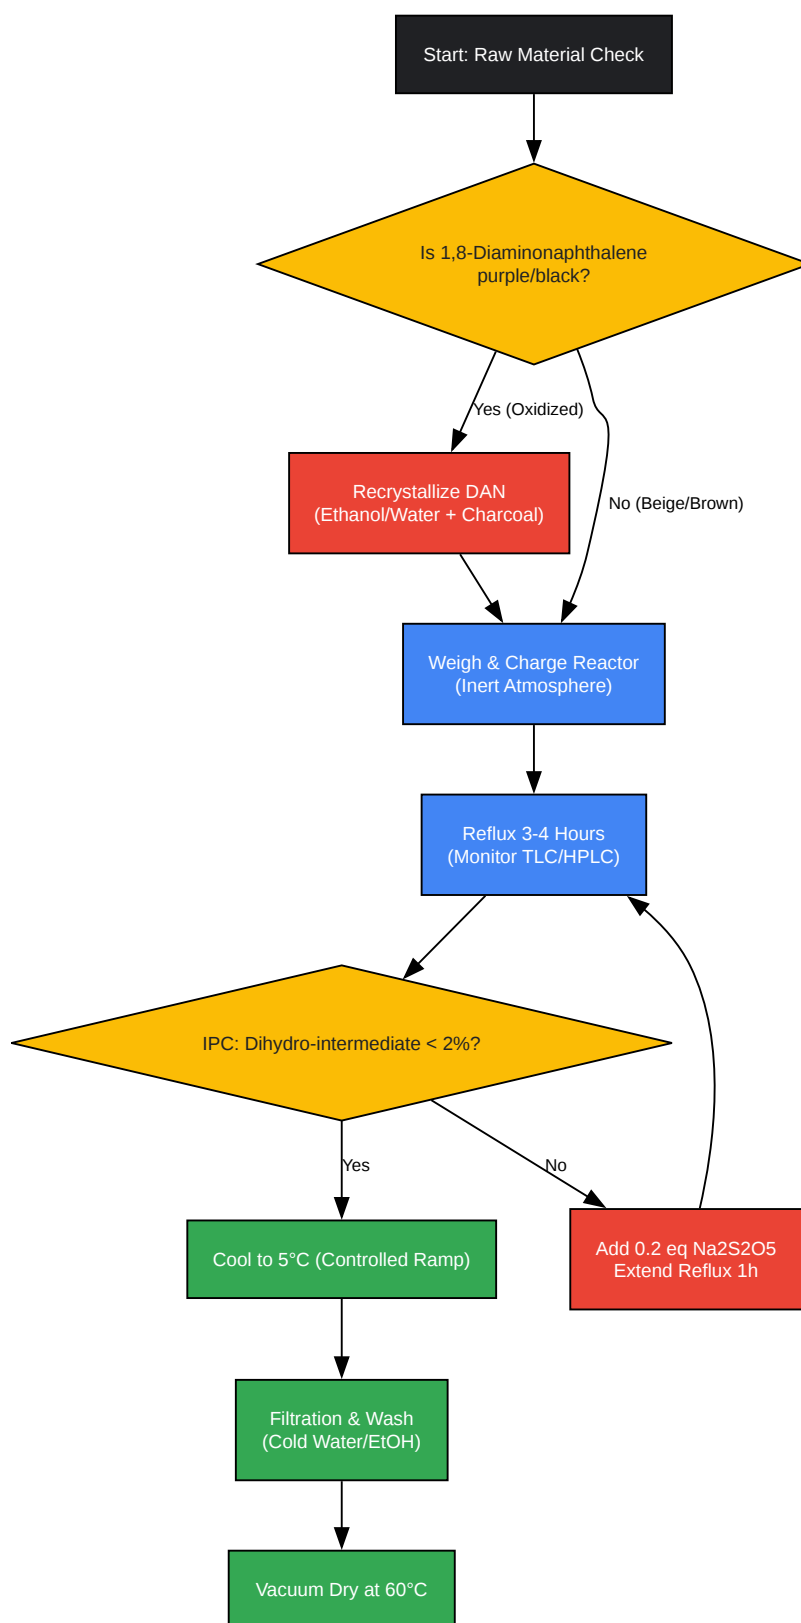 Start: Raw Material Check
Is 1,8-Diaminonaphthalene
purple/black?
Yes (Oxidized)
Recrystallize DAN
(Ethanol/Water + Charcoal)
No (Beige/Brown)
Weigh & Charge Reactor
(Inert Atmosphere)
Reflux 3-4 Hours
(Monitor TLC/HPLC)
IPC: Dihydro-intermediate < 2%?
Yes
No
Cool to 5°C (Controlled Ramp)
Add 0.2 eq Na2S2O5
Extend Reflux 1h
Filtration & Wash
(Cold Water/EtOH)
Vacuum Dry at 60°C